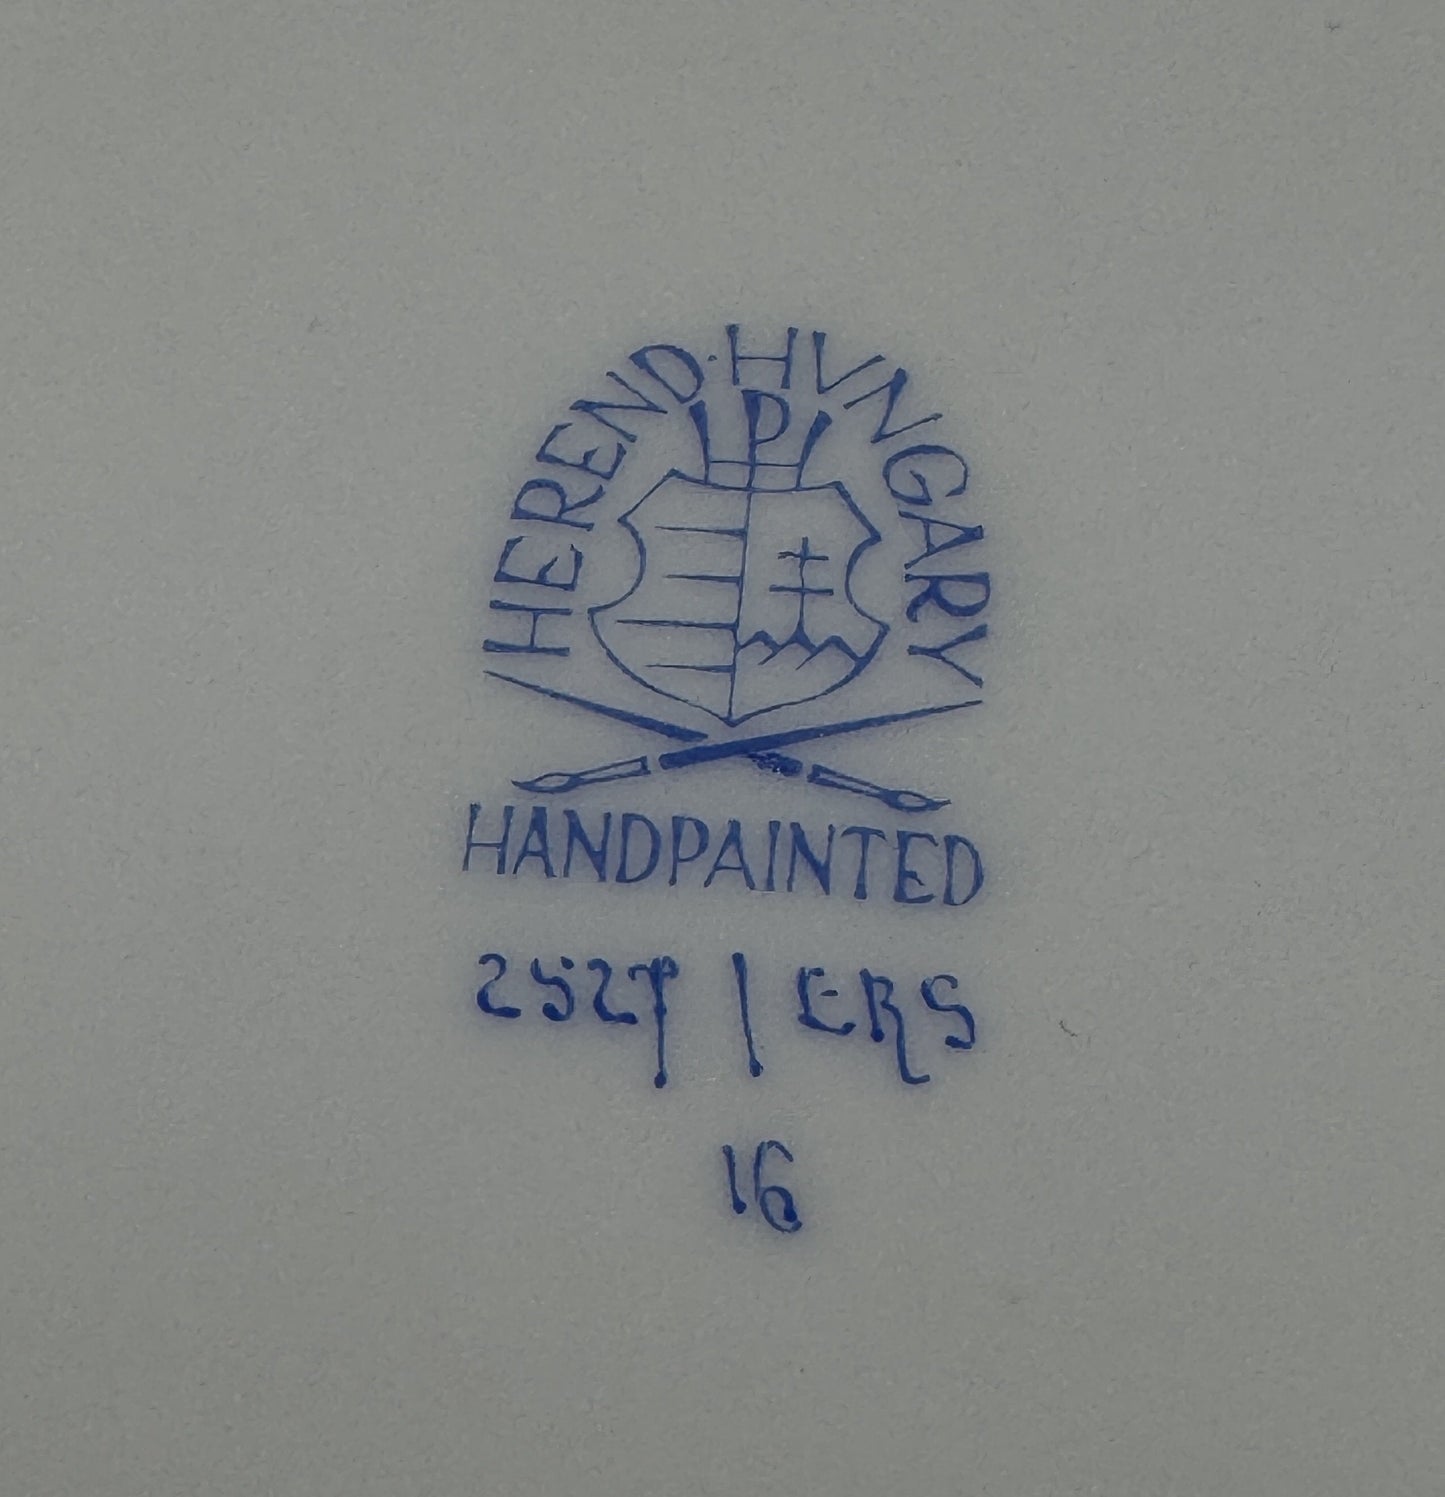 HEREND·HVNGARY
HANDPAINTED
2527 | ERS
16